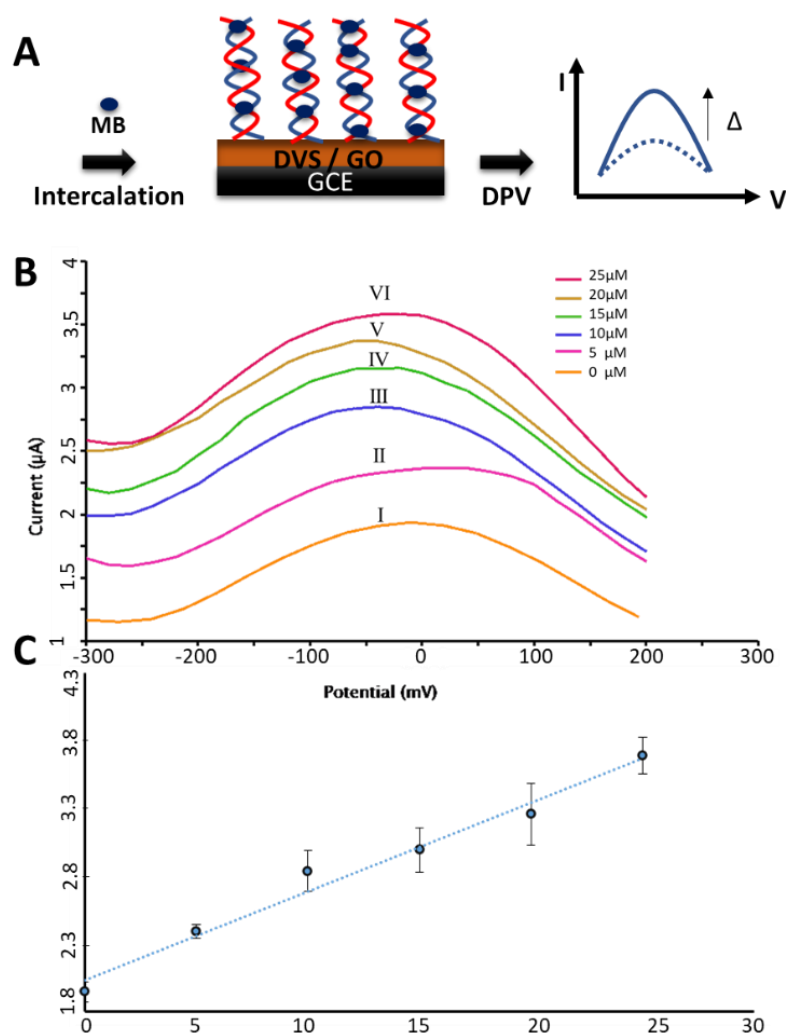 A
MB
Intercalation
DVS / GO
GCE
DPV
I
Δ
V
B
4
3.5
3
2.5
2
1.5
1
Current (µA)
VI
V
IV
III
II
I
25µM
20µM
15µM
10µM
5 µM
0 µM
-300
-200
-100
0
100
200
300
Potential (mV)
C
4.3
3.8
3.3
2.8
2.3
1.8
0
5
10
15
20
25
30